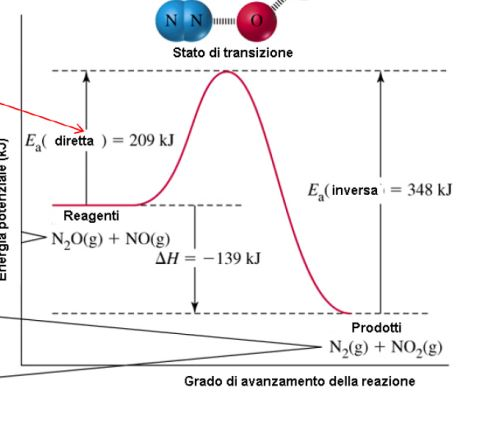 N N O
Stato di transizione
Eₐ( diretta ) = 209 kJ
Eₐ( inversa = 348 kJ
Reagenti
N₂O(g) + NO(g)
ΔH = −139 kJ
Prodotti
N₂(g) + NO₂(g)
Energia potenziale (kJ)
Grado di avanzamento della reazione